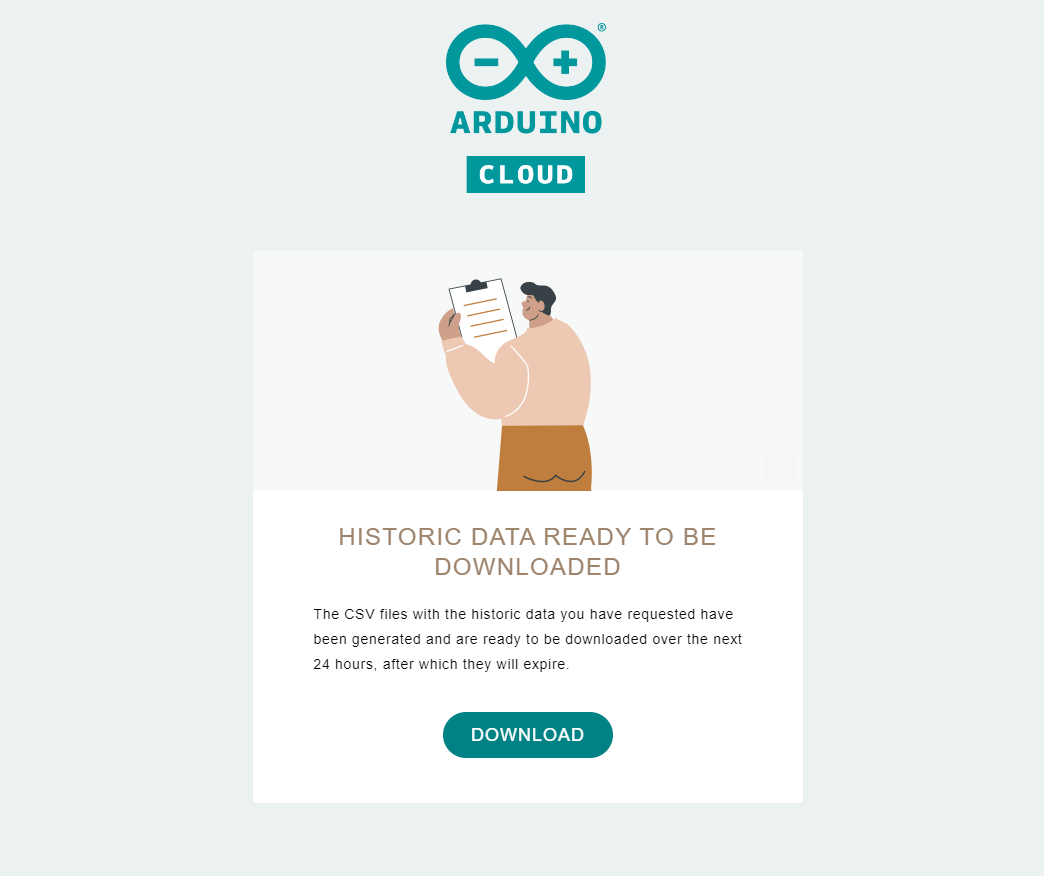 ®
ARDUINO
CLOUD
HISTORIC DATA READY TO BE
DOWNLOADED
The CSV files with the historic data you have requested have
been generated and are ready to be downloaded over the next
24 hours, after which they will expire.
DOWNLOAD